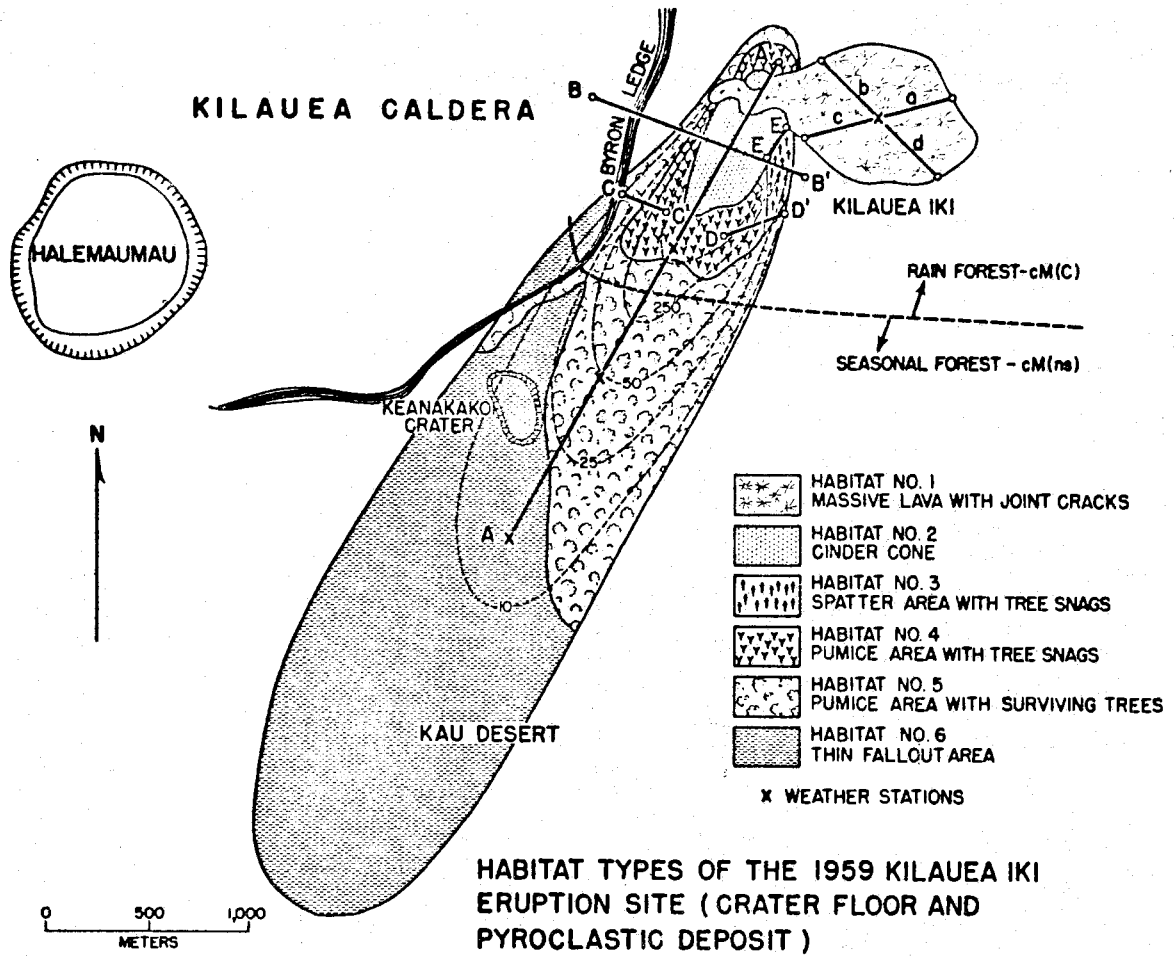 KILAUEA CALDERA
BYRON LEDGE
HALEMAUMAU
A'
B
b
a
c
d
E'
E
B'
C
C'
D
D'
KILAUEA IKI
RAIN FOREST-cM(C)
SEASONAL FOREST - cM(ns)
250
50
25
10
KEANAKAKOI
CRATER
N
A
KAU DESERT
HABITAT NO. 1
MASSIVE LAVA WITH JOINT CRACKS
HABITAT NO. 2
CINDER CONE
HABITAT NO. 3
SPATTER AREA WITH TREE SNAGS
HABITAT NO. 4
PUMICE AREA WITH TREE SNAGS
HABITAT NO. 5
PUMICE AREA WITH SURVIVING TREES
HABITAT NO. 6
THIN FALLOUT AREA
x WEATHER STATIONS
0 500 1,000
METERS
HABITAT TYPES OF THE 1959 KILAUEA IKI
ERUPTION SITE ( CRATER FLOOR AND
PYROCLASTIC DEPOSIT )